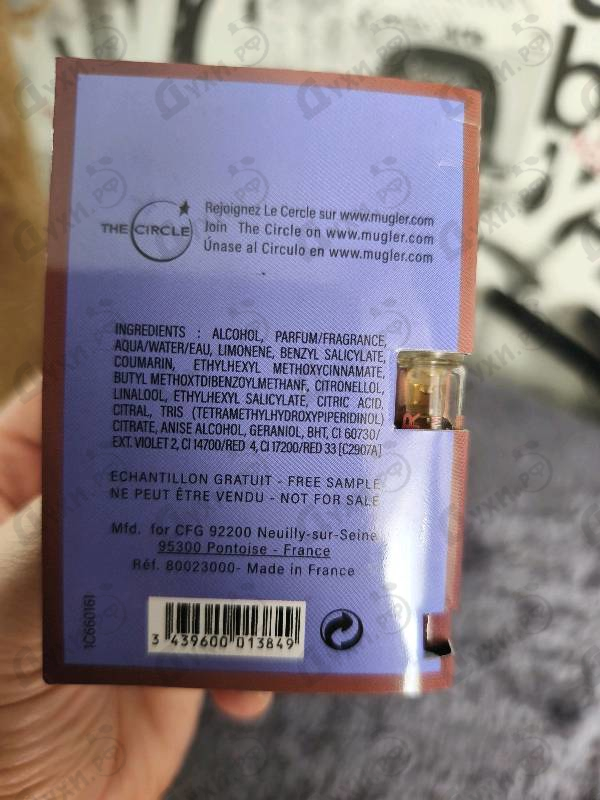 Rejoignez Le Cercle sur www.mugler.com
THE CIRCLE
Join The Circle on www.mugler.com
Únase al Circulo en www.mugler.com
INGREDIENTS : ALCOHOL, PARFUM/FRAGRANCE,
AQUA/WATER/EAU, LIMONENE, BENZYL SALICYLATE,
COUMARIN, ETHYLHEXYL METHOXYCINNAMATE,
BUTYL METHOXTDIBENZOYLMETHANF, CITRONELLOL,
LINALOOL, ETHYLHEXYL SALICYLATE, CITRIC ACID,
CITRAL, TRIS (TETRAMETHYLHYDROXYPIPERIDINOL)
CITRATE, ANISE ALCOHOL, GERANIOL, BHT, CI 60730/
EXT. VIOLET 2, CI 14700/RED 4, CI 17200/RED 33 [C2907A]
ECHANTILLON GRATUIT - FREE SAMPLE
NE PEUT ÊTRE VENDU - NOT FOR SALE
Mfd. for CFG 92200 Neuilly-sur-Seine
95300 Pontoise - France
Réf. 80023000- Made in France
1C660161
3 439600 013849
духи.рф